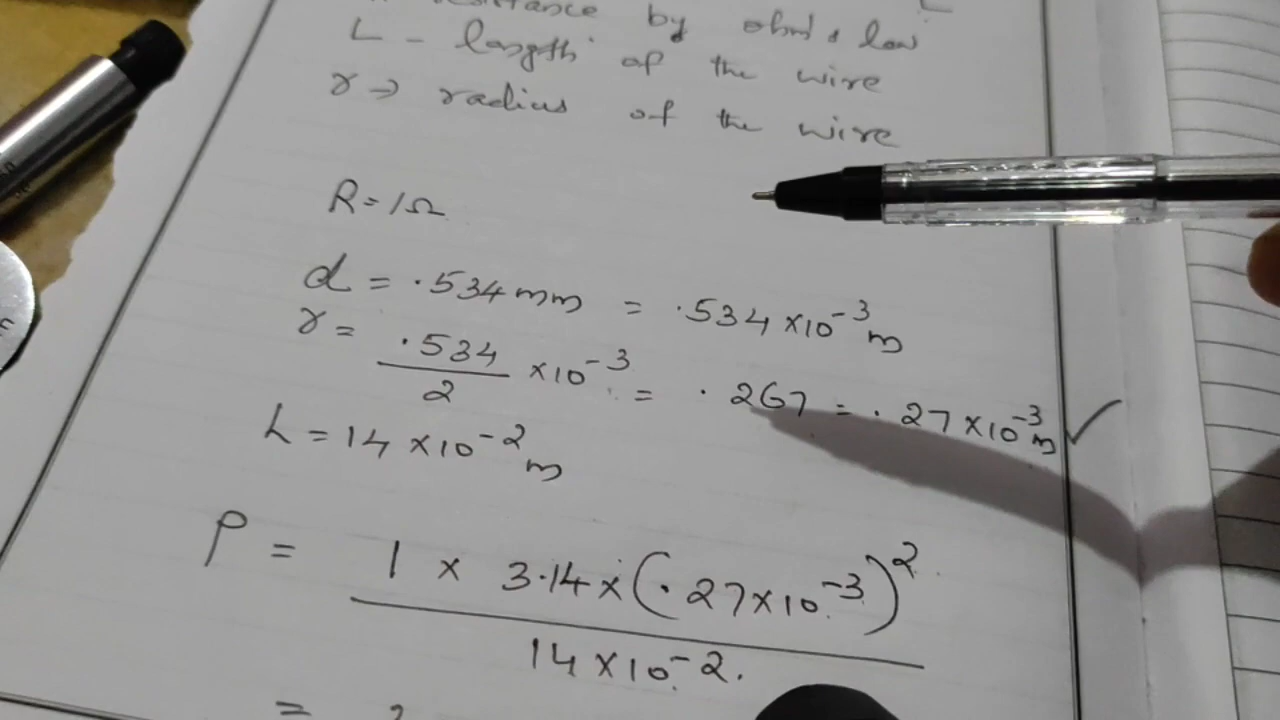 by ohm's law
L - length of the wire
r → radius of the wire
R = 1Ω
d = .534 mm = .534 × 10⁻³ m
r = .534/2 × 10⁻³ = .267 = .27 × 10⁻³ m ✓
L = 14 × 10⁻² m
ρ = 1 × 3.14 × (.27 × 10⁻³)² / 14 × 10⁻².
=